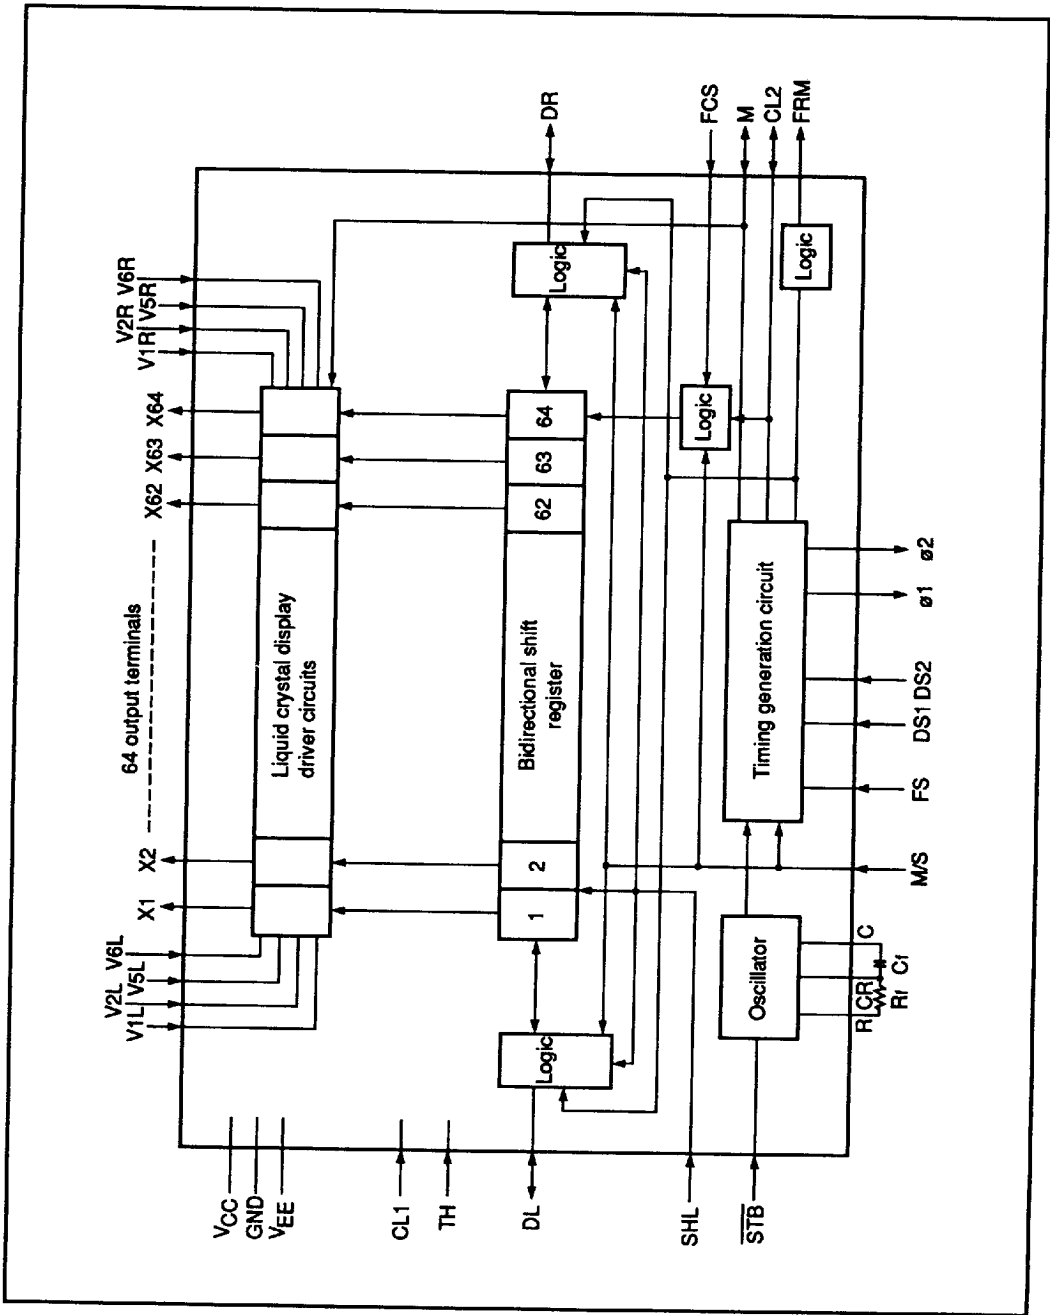 V1L V2L V5L V6L
X1
X2
64 output terminals
X62
X63
X64
V1R V2R V5R V6R
Liquid crystal display
driver circuits
VCC
GND
VEE
CL1
TH
DL
Logic
1
2
Bidirectional shift
register
62
63
64
Logic
DR
SHL
Logic
FCS
M
CL2
FRM
STB
Oscillator
Timing generation circuit
Logic
R CR C
Rf Cf
M/S
FS
DS1 DS2
ø1
ø2